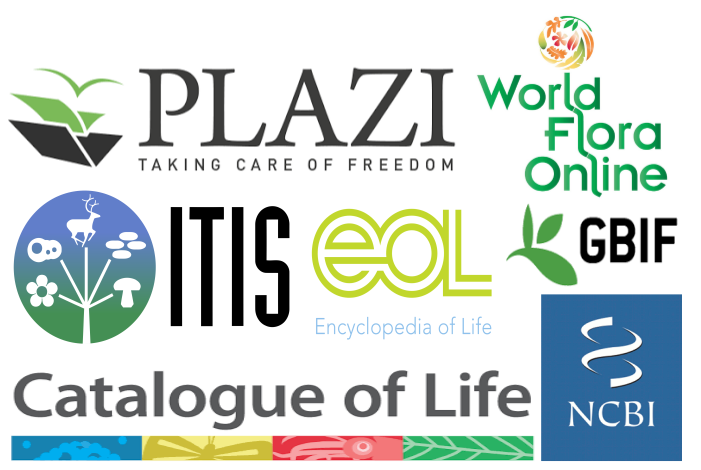 PLAZI
TAKING CARE OF FREEDOM
World
Flora
Online
ITIS
eOL
Encyclopedia of Life
GBIF
Catalogue of Life
NCBI